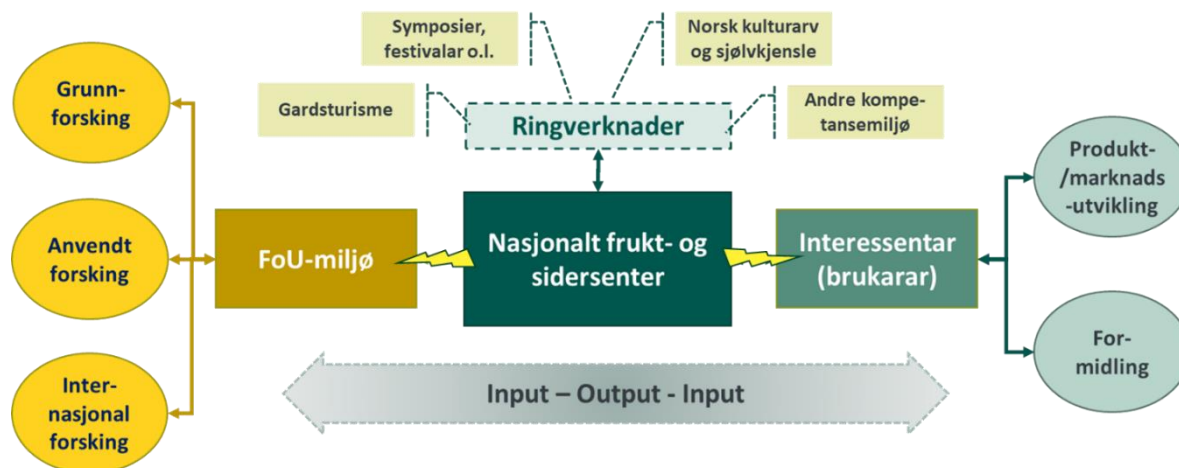 Symposier,
festivalar o.l.
Norsk kulturarv
og sjølvkjensle
Gardsturisme
Andre kompe-
tansemiljø
Ringverknader
Grunn-
forsking
Anvendt
forsking
Inter-
nasjonal
forsking
FoU-miljø
Nasjonalt frukt- og
sidersenter
Interessentar
(brukarar)
Produkt-
/marknads
-utvikling
For-
midling
Input – Output - Input